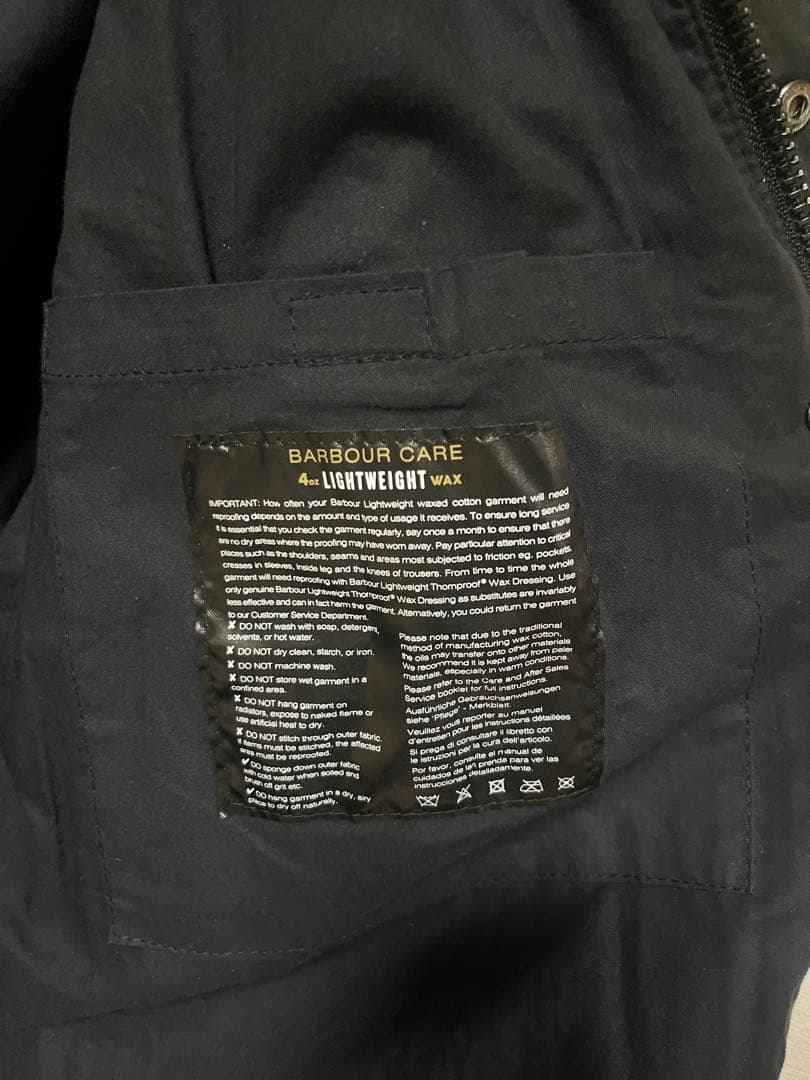 BARBOUR CARE
4oz LIGHTWEIGHT WAX
IMPORTANT: How often your Barbour Lightweight waxed cotton garment will need
reproofing depends on the amount and type of usage it receives. To ensure long service
it is essential that you check the garment regularly, say once a month to ensure that there
are no dry areas where the proofing may have worn away. Pay particular attention to critical
places such as the shoulders, seams and areas most subjected to friction eg. pockets,
creases in sleeves, inside leg and the knees of trousers. From time to time the whole
garment will need reproofing with Barbour Lightweight Thornproof® Wax Dressing. Use
only genuine Barbour Lightweight Thornproof® Wax Dressing as substitutes are invariably
less effective and can in fact harm the garment. Alternatively, you could return the garment
to our Customer Service Department.
✘ DO NOT wash with soap, detergent,
solvents, or hot water.
✘ DO NOT dry clean, starch, or iron.
✘ DO NOT machine wash.
✘ DO NOT store wet garment in a
confined area.
✘ DO NOT hang garment on
radiators, expose to naked flame or
use artificial heat to dry.
✘ DO NOT stitch through outer fabric,
if items must be stitched, the affected
area must be reproofed.
✓ DO sponge down outer fabric
with cold water when soiled and
brush off grit etc.
✓ DO hang garment in a dry, airy
place to dry off naturally.
Please note that due to the traditional
method of manufacturing wax cotton,
the oils may transfer onto other materials.
We recommend it is kept away from paler
materials, especially in warm conditions.
Please refer to the Care and After Sales
Service booklet for full instructions.
Ausführliche Gebrauchsanweisungen
siehe 'Pflege' - Merkblatt.
Veuillez vous reporter au manuel
d'entretien pour les instructions détaillées
Si prega di consultare il libretto con
le istruzioni per la cura dell'articolo.
Por favor, consulte el manual de
cuidados de la prenda para ver las
instrucciones detalladamente.